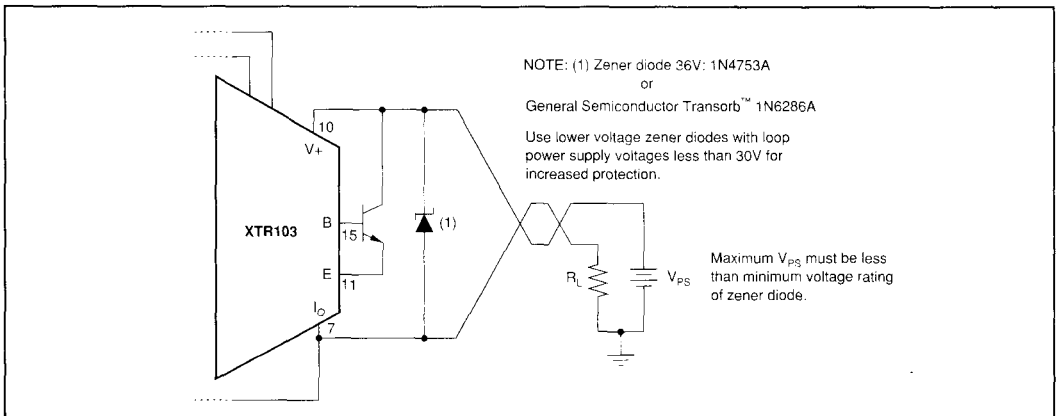 NOTE: (1) Zener diode 36V: 1N4753A
or
General Semiconductor Transorb™ 1N6286A
Use lower voltage zener diodes with loop
power supply voltages less than 30V for
increased protection.
10
V+
XTR103
B
15
E
11
IO
7
(1)
RL
VPS
Maximum VPS must be less
than minimum voltage rating
of zener diode.